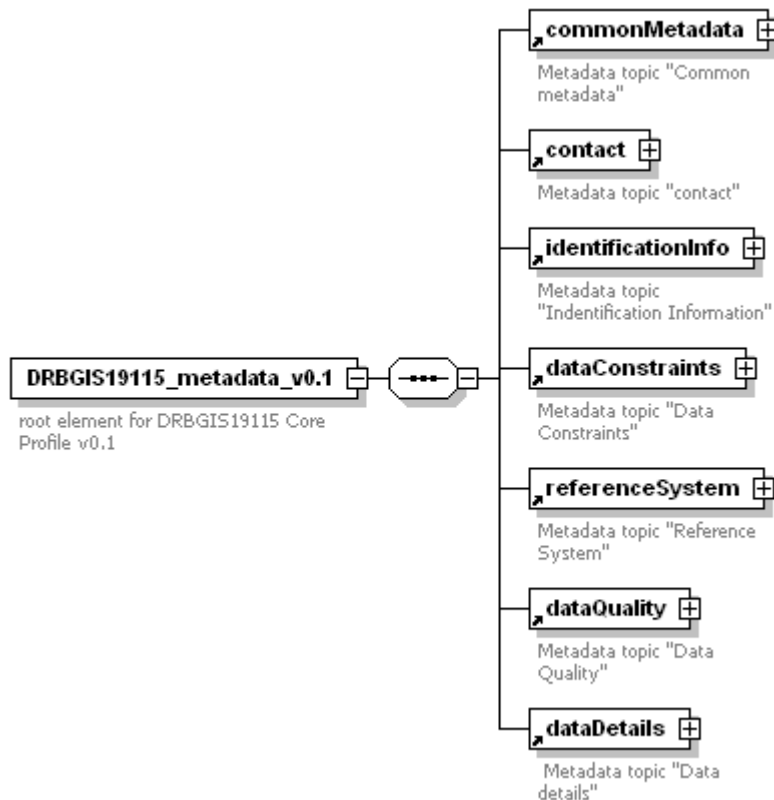 commonMetadata
Metadata topic "Common
metadata"
contact
Metadata topic "contact"
identificationInfo
Metadata topic
"Indentification Information"
DRBGIS19115_metadata_v0.1
root element for DRBGIS19115 Core
Profile v0.1
dataConstraints
Metadata topic "Data
Constraints"
referenceSystem
Metadata topic "Reference
System"
dataQuality
Metadata topic "Data
Quality"
dataDetails
Metadata topic "Data
details"